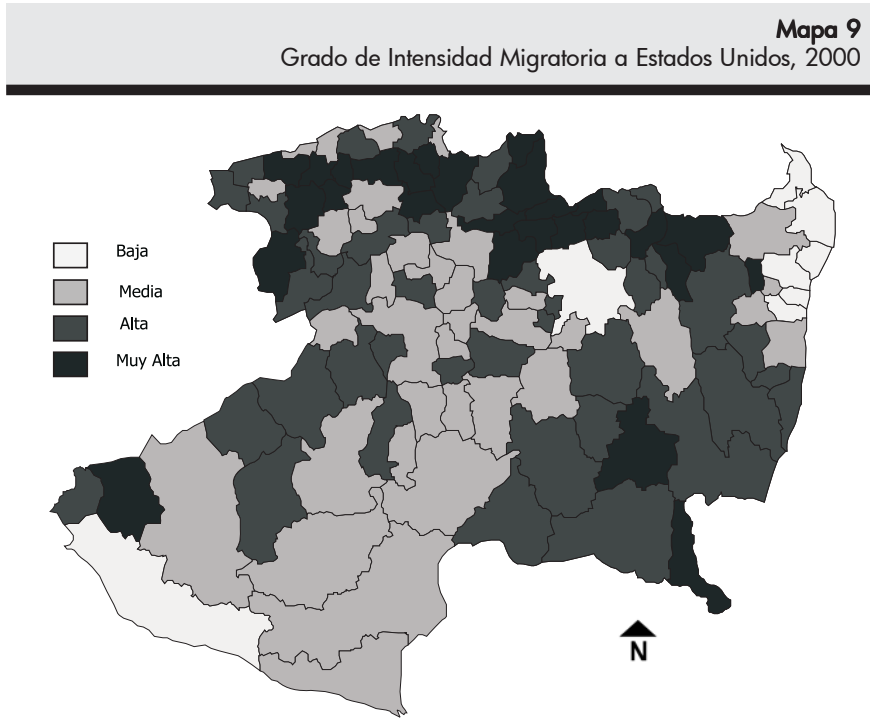 Mapa 9
Grado de Intensidad Migratoria a Estados Unidos, 2000
Baja
Media
Alta
Muy Alta
N